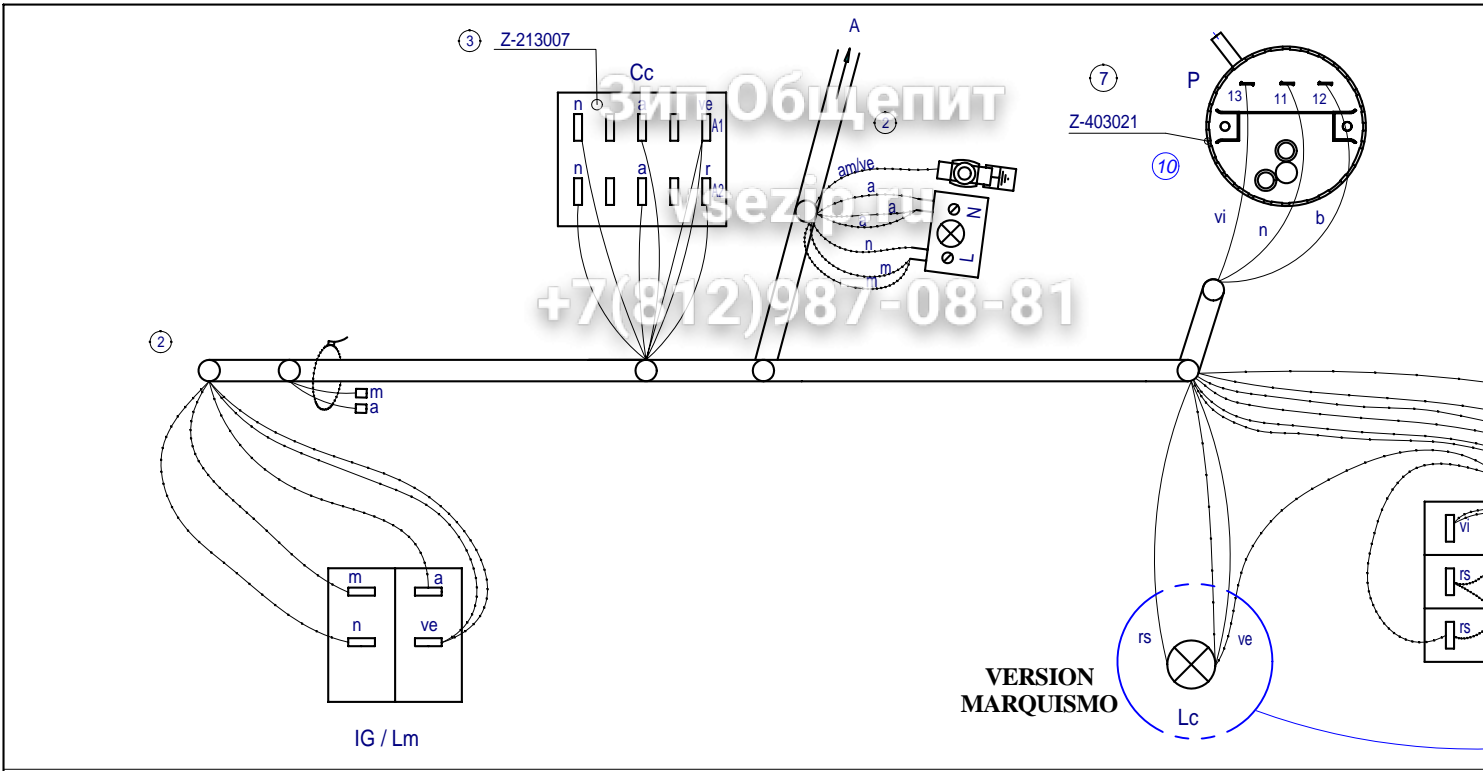 A
3 Z-213007
Cc
n a ve
A1
n a r
A2
Зип Общепит
vsezip.ru
+7(812)987-08-81
2
am/ve
a
a
a
n
m
m
N
L
7
P
13 11 12
Z-403021
10
vi n b
2
m
a
m a
n ve
IG / Lm
rs ve
VERSION
MARQUISMO
Lc
vi
rs
rs